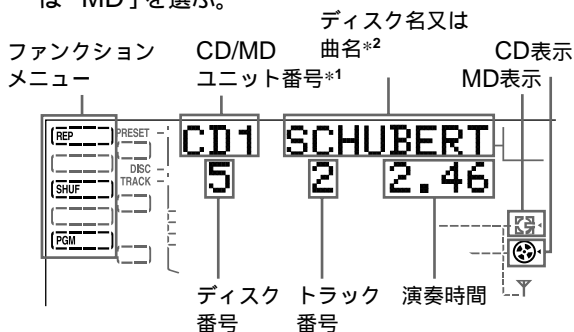 は“MD”を選ぶ。
ディスク名又は
曲名*2
ファンクション
メニュー
CD/MD
ユニット番号*1
CD表示
MD表示
REP
PRESET
DISC
TRACK
SHUF
PGM
CD1 SCHUBERT
5 2 2.46
ディスク
番号
トラック
番号
演奏時間